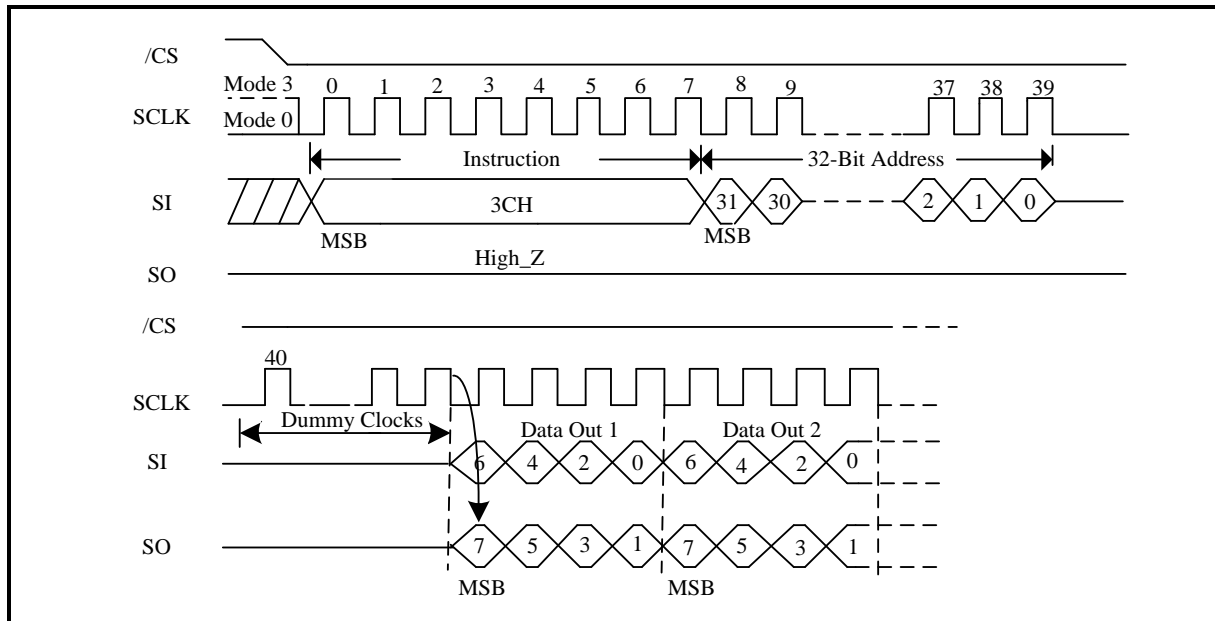 /CS
Mode 3 0 1 2 3 4 5 6 7 8 9 37 38 39
SCLK Mode 0
Instruction 32-Bit Address
SI 3CH 31 30 2 1 0
MSB MSB
High_Z
SO
/CS
40
SCLK
Dummy Clocks Data Out 1 Data Out 2
SI 6 4 2 0 6 4 2 0
SO 7 5 3 1 7 5 3 1
MSB MSB